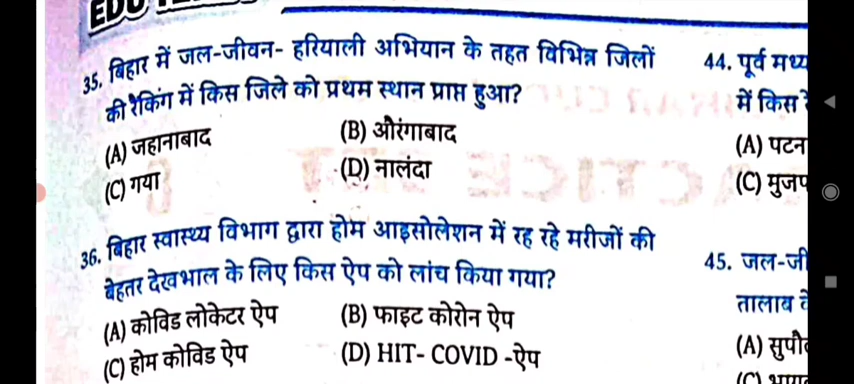 35. बिहार में जल-जीवन- हरियाली अभियान के तहत विभिन्न जिलों
की रैंकिंग में किस जिले को प्रथम स्थान प्राप्त हुआ?
(A) जहानाबाद (B) औरंगाबाद
(C) गया (D) नालंदा
36. बिहार स्वास्थ्य विभाग द्वारा होम आइसोलेशन में रह रहे मरीजों की
बेहतर देखभाल के लिए किस ऐप को लांच किया गया?
(A) कोविड लोकेटर ऐप (B) फाइट कोरोन ऐप
(C) होम कोविड ऐप (D) HIT- COVID -ऐप
44. पूर्व मध्य
में किस
(A) पटन
(C) मुजफ
45. जल-जी
तालाब
(A) सुपौ
(C)